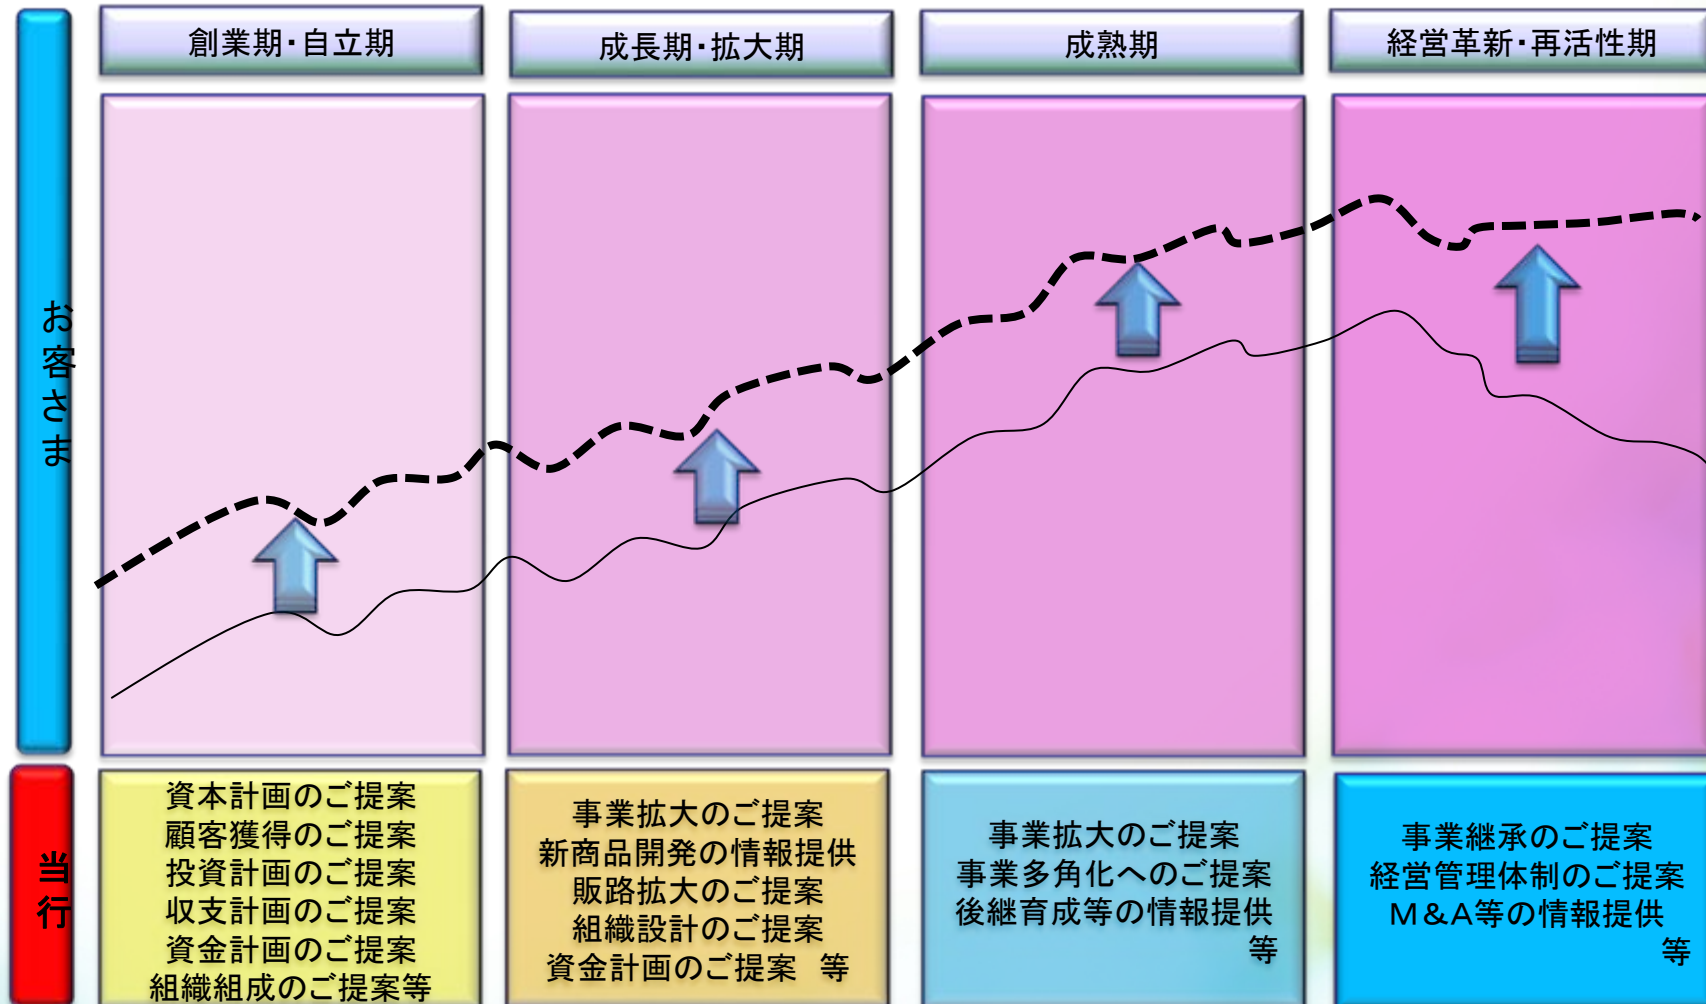 創業期・自立期
成長期・拡大期
成熟期
経営革新・再活性期
お客さま
当行
資本計画のご提案
顧客獲得のご提案
投資計画のご提案
収支計画のご提案
資金計画のご提案
組織組成のご提案等
事業拡大のご提案
新商品開発の情報提供
販路拡大のご提案
組織設計のご提案
資金計画のご提案　等
事業拡大のご提案
事業多角化へのご提案
後継育成等の情報提供
等
事業継承のご提案
経営管理体制のご提案
Ｍ＆Ａ等の情報提供
等